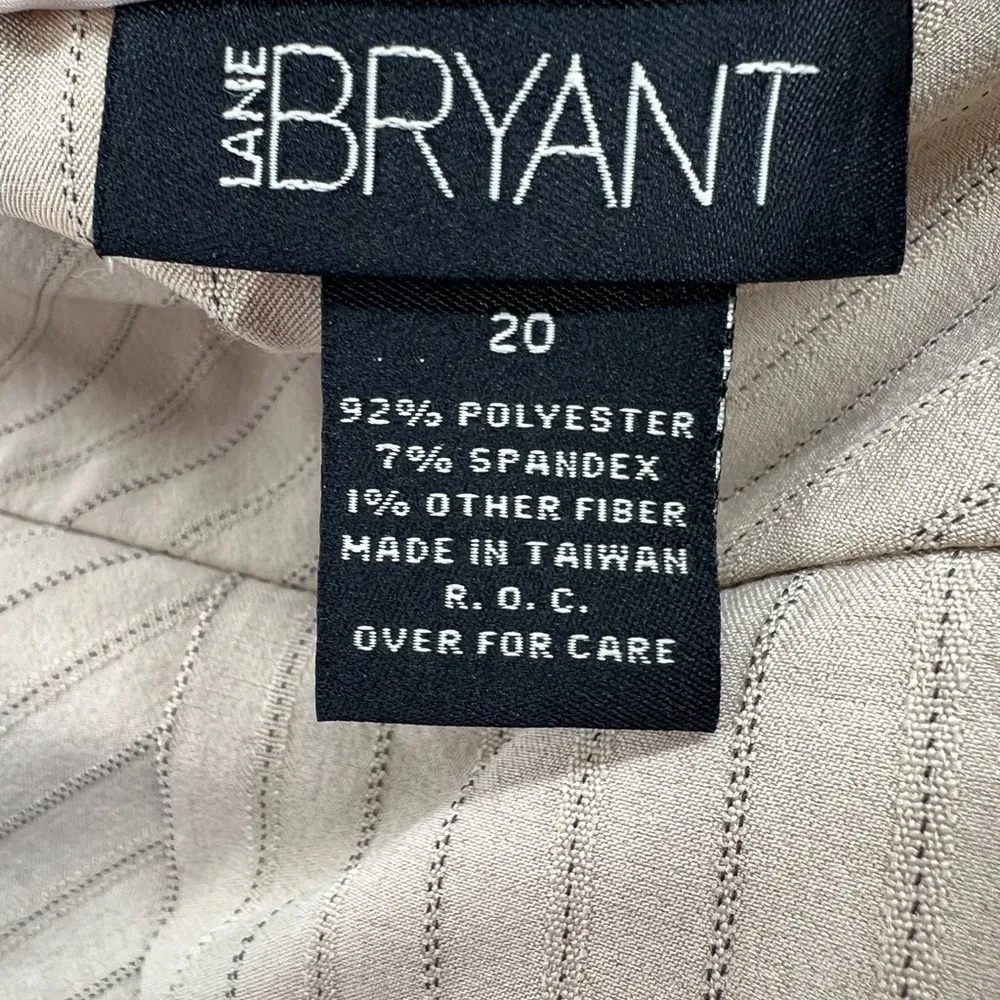 LANE BRYANT
20
92% POLYESTER
7% SPANDEX
1% OTHER FIBER
MADE IN TAIWAN
R. O. C.
OVER FOR CARE